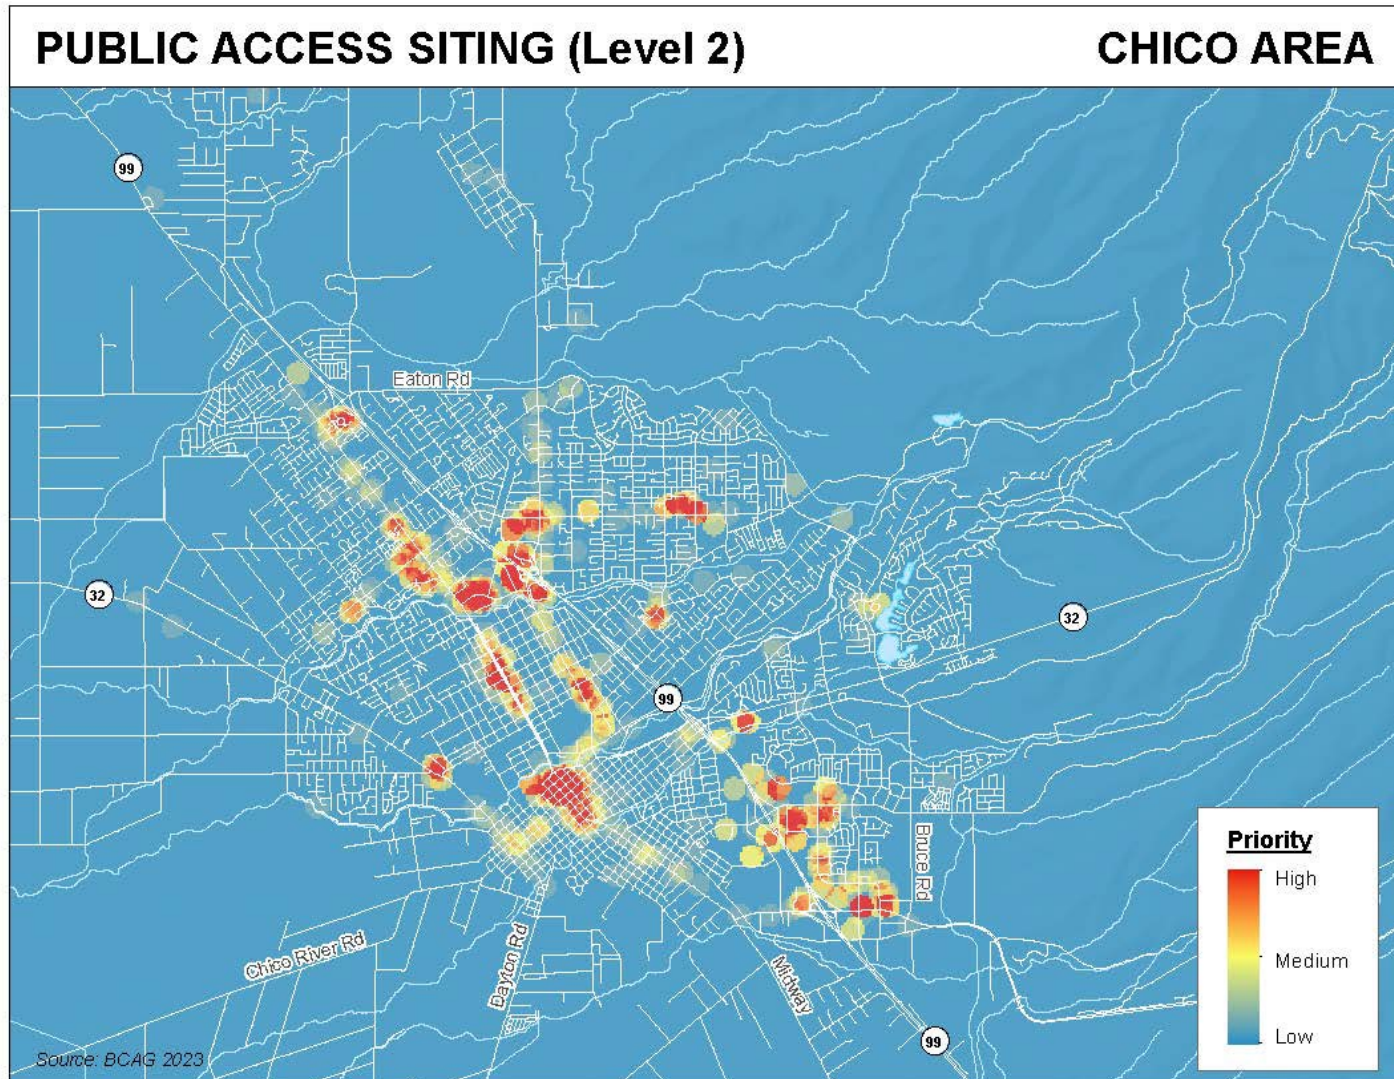 PUBLIC ACCESS SITING (Level 2)
CHICO AREA
99
Eaton Rd
32
32
99
Bruce Rd
Chico River Rd
Dayton Rd
Midway
99
Priority
High
Medium
Low
Source: BCAG 2023